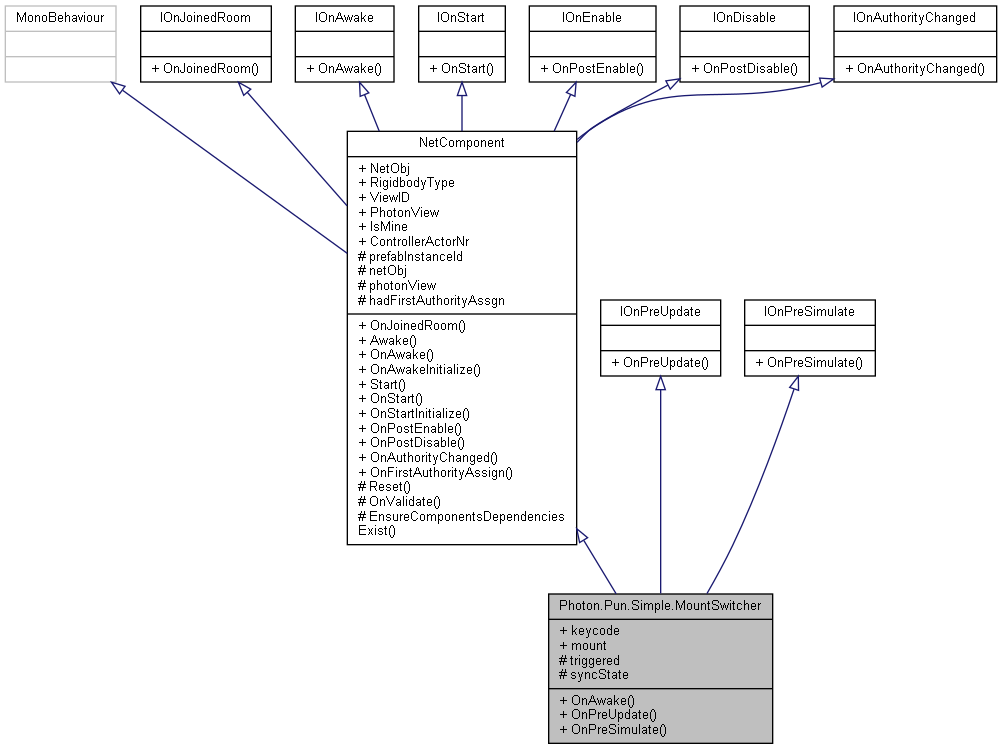 MonoBehaviour
IOnJoinedRoom
+ OnJoinedRoom()
IOnAwake
+ OnAwake()
IOnStart
+ OnStart()
IOnEnable
+ OnPostEnable()
IOnDisable
+ OnPostDisable()
IOnAuthorityChanged
+ OnAuthorityChanged()
NetComponent
+ NetObj
+ RigidbodyType
+ ViewID
+ PhotonView
+ IsMine
+ ControllerActorNr
# prefabInstanceId
# netObj
# photonView
# hadFirstAuthorityAssgn
+ OnJoinedRoom()
+ Awake()
+ OnAwake()
+ OnAwakeInitialize()
+ Start()
+ OnStart()
+ OnStartInitialize()
+ OnPostEnable()
+ OnPostDisable()
+ OnAuthorityChanged()
+ OnFirstAuthorityAssign()
# Reset()
# OnValidate()
# EnsureComponentsDependencies
Exist()
IOnPreUpdate
+ OnPreUpdate()
IOnPreSimulate
+ OnPreSimulate()
Photon.Pun.Simple.MountSwitcher
+ keycode
+ mount
# triggered
# syncState
+ OnAwake()
+ OnPreUpdate()
+ OnPreSimulate()